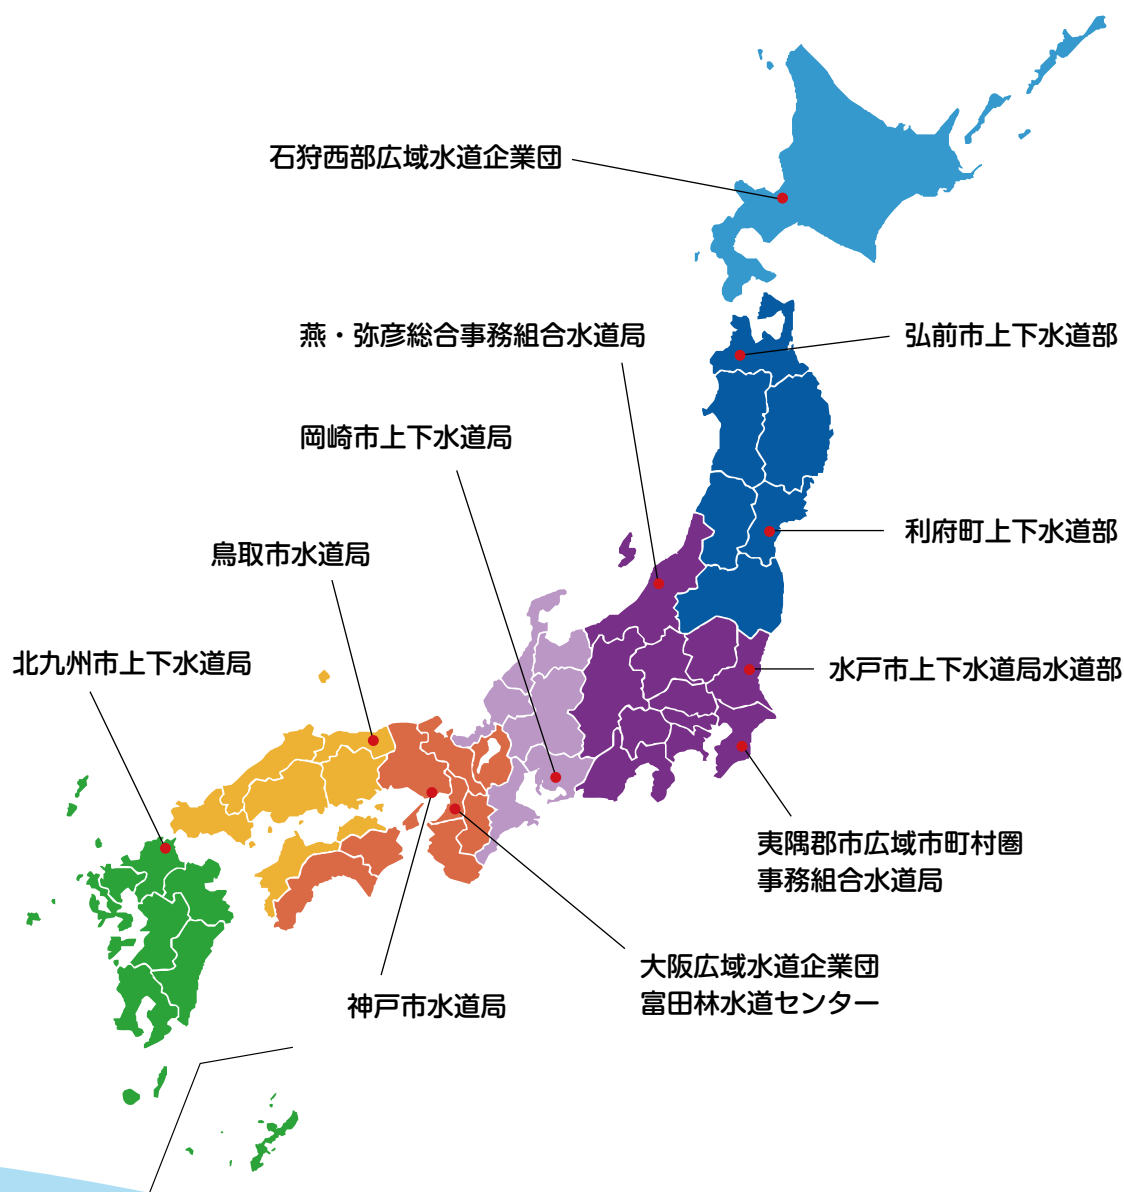 石狩西部広域水道企業団
燕・弥彦総合事務組合水道局
弘前市上下水道部
岡崎市上下水道局
利府町上下水道部
鳥取市水道局
北九州市上下水道局
水戸市上下水道局水道部
夷隅郡市広域市町村圏
事務組合水道局
大阪広域水道企業団
富田林水道センター
神戸市水道局